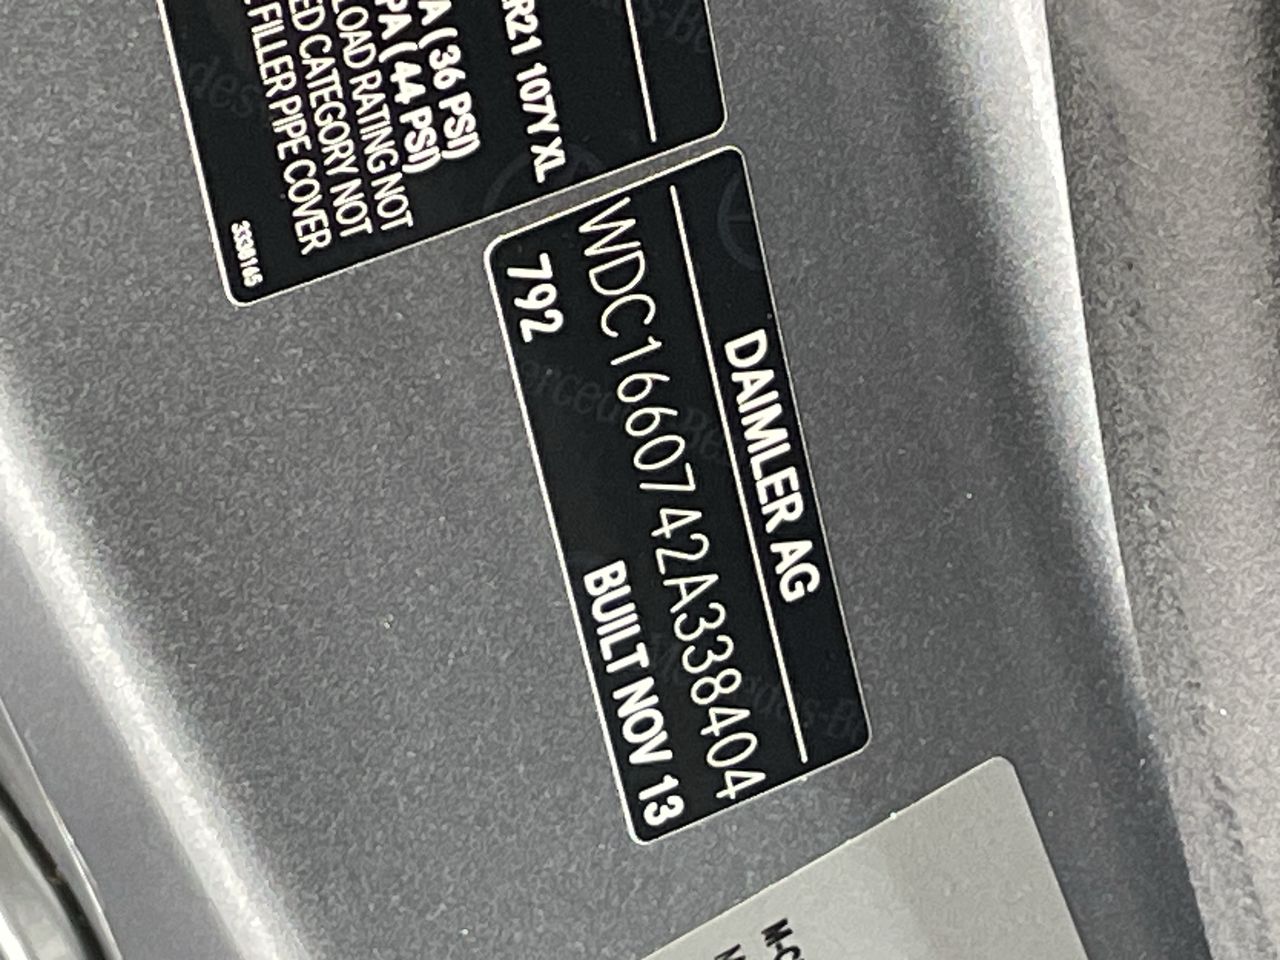 R21 107Y XL
A ( 36 PSI)
PA ( 44 PSI)
LOAD RATING NOT
ED CATEGORY NOT
FILLER PIPE COVER
3338165
DAIMLER AG
WDC1660742A338404
792 BUILT NOV 13